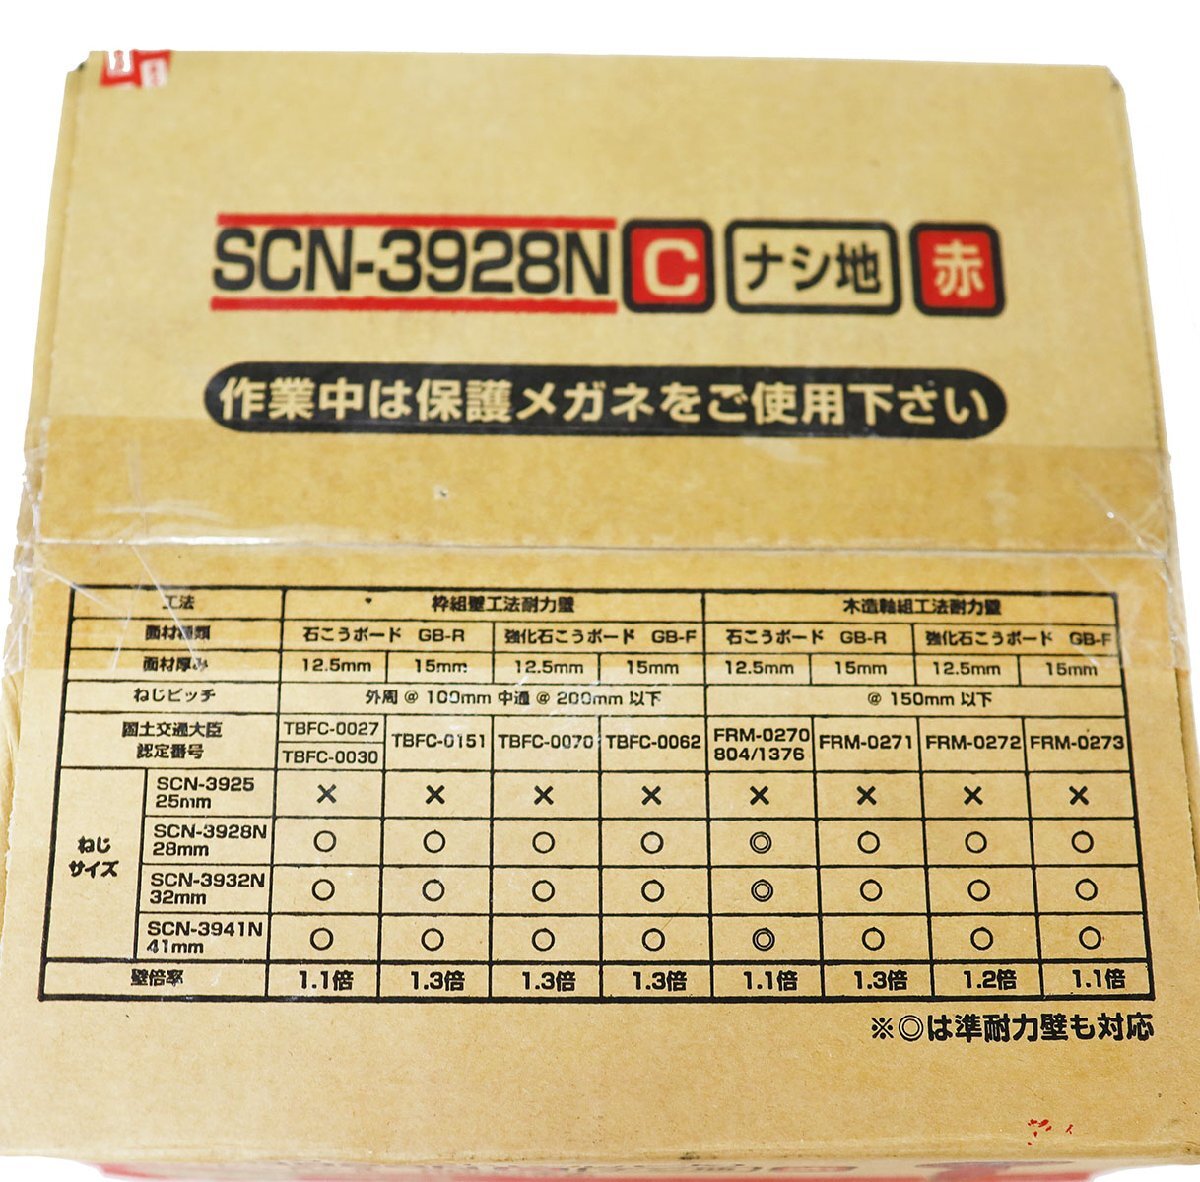 SCN-3928N C ナシ地 赤
作業中は保護メガネをご使用下さい
工法 枠組壁工法耐力壁 木造軸組工法耐力壁
面材種類 石こうボード GB-R 強化石こうボード GB-F 石こうボード GB-R 強化石こうボード GB-F
面材厚み 12.5mm 15mm 12.5mm 15mm 12.5mm 15mm 12.5mm 15mm
ねじピッチ 外周@100mm 中通@200mm 以下 @150mm 以下
国土交通大臣認定番号 TBFC-0027 TBFC-0030 TBFC-0151 TBFC-0070 TBFC-0062 FRM-0270 804/1376 FRM-0271 FRM-0272 FRM-0273
ねじサイズ
SCN-3925 25mm × × × × × × × ×
SCN-3928N 28mm ○ ○ ○ ○ ◎ ○ ○ ○
SCN-3932N 32mm ○ ○ ○ ○ ◎ ○ ○ ○
SCN-3941N 41mm ○ ○ ○ ○ ◎ ○ ○ ○
壁倍率 1.1倍 1.3倍 1.3倍 1.3倍 1.1倍 1.3倍 1.2倍 1.1倍
※◎は準耐力壁も対応